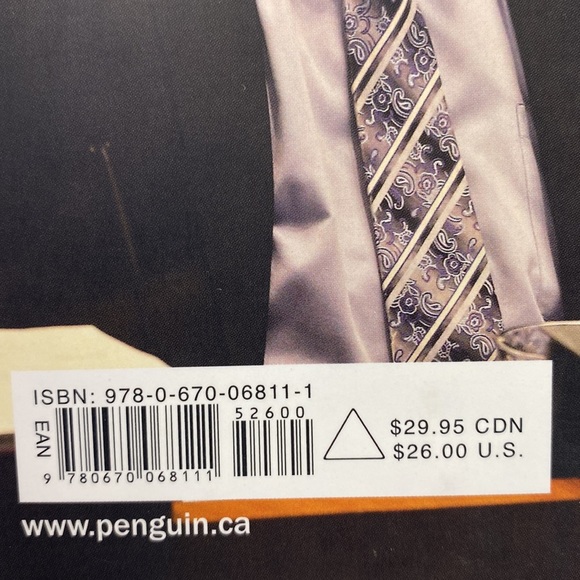 ISBN: 978-0-670-06811-1
52600
EAN
9 780670 068111
$29.95 CDN
$26.00 U.S.
www.penguin.ca